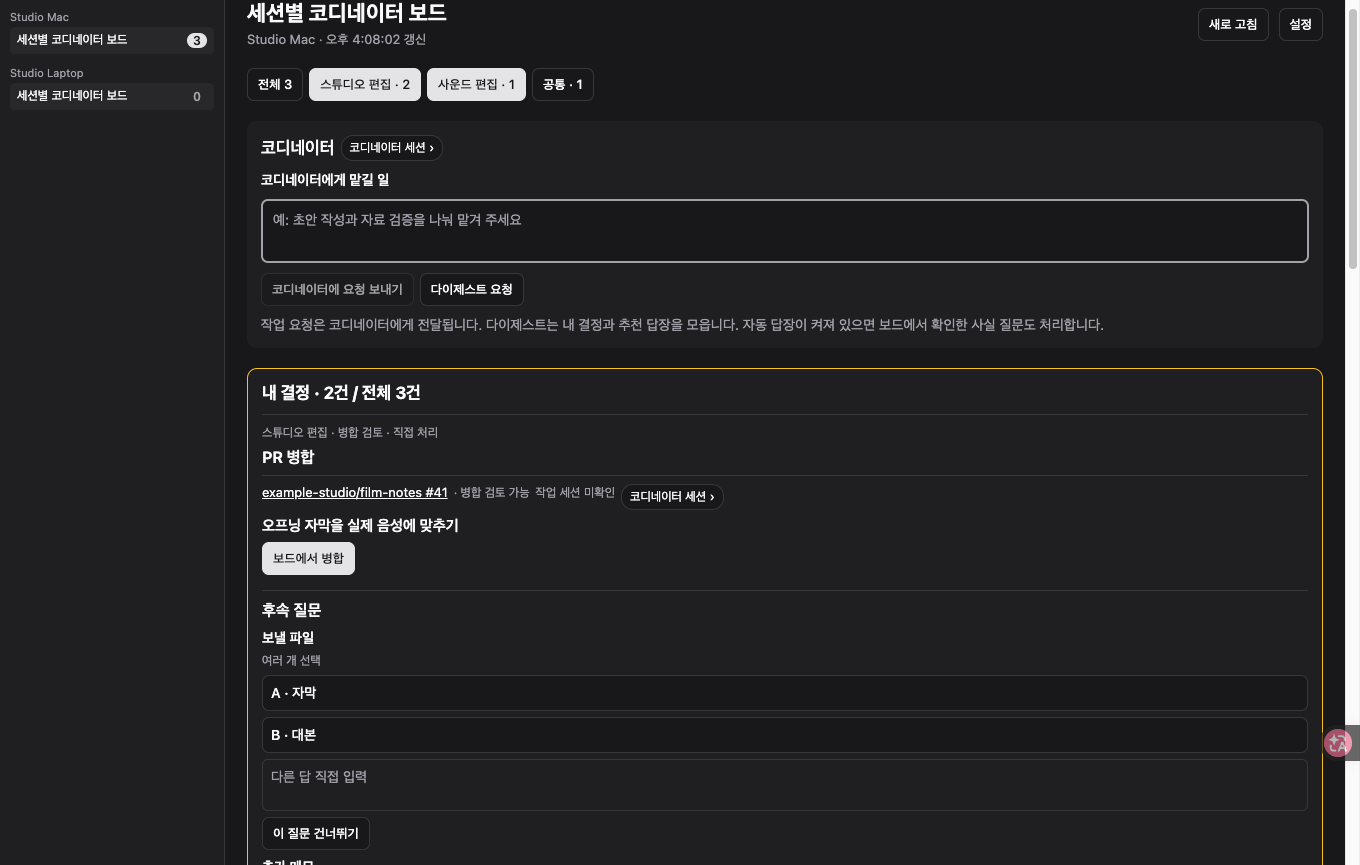 Studio Mac
세션별 코디네이터 보드 3
Studio Laptop
세션별 코디네이터 보드 0
세션별 코디네이터 보드
Studio Mac · 오후 4:08:02 갱신
새로 고침 설정
전체 3 스튜디오 편집 · 2 사운드 편집 · 1 공통 · 1
코디네이터 코디네이터 세션 ›
코디네이터에게 맡길 일
예: 초안 작성과 자료 검증을 나눠 맡겨 주세요
코디네이터에 요청 보내기 다이제스트 요청
작업 요청은 코디네이터에게 전달됩니다. 다이제스트는 내 결정과 추천 답장을 모읍니다. 자동 답장이 켜져 있으면 보드에서 확인한 사실 질문도 처리합니다.
내 결정 · 2건 / 전체 3건
스튜디오 편집 · 병합 검토 · 직접 처리
PR 병합
example-studio/film-notes #41 · 병합 검토 가능 작업 세션 미확인 코디네이터 세션 ›
오프닝 자막을 실제 음성에 맞추기
보드에서 병합
후속 질문
보낼 파일
여러 개 선택
A · 자막
B · 대본
다른 답 직접 입력
이 질문 건너뛰기